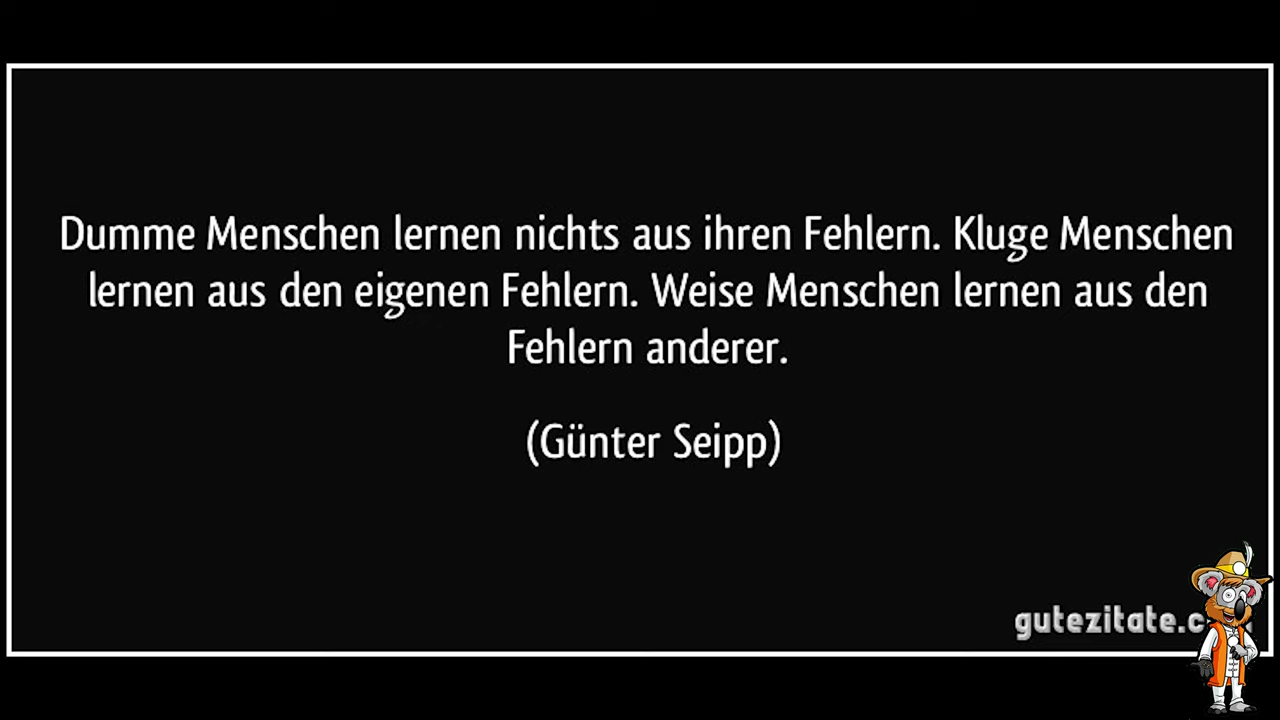 Dumme Menschen lernen nichts aus ihren Fehlern. Kluge Menschen
lernen aus den eigenen Fehlern. Weise Menschen lernen aus den
Fehlern anderer.
(Günter Seipp)